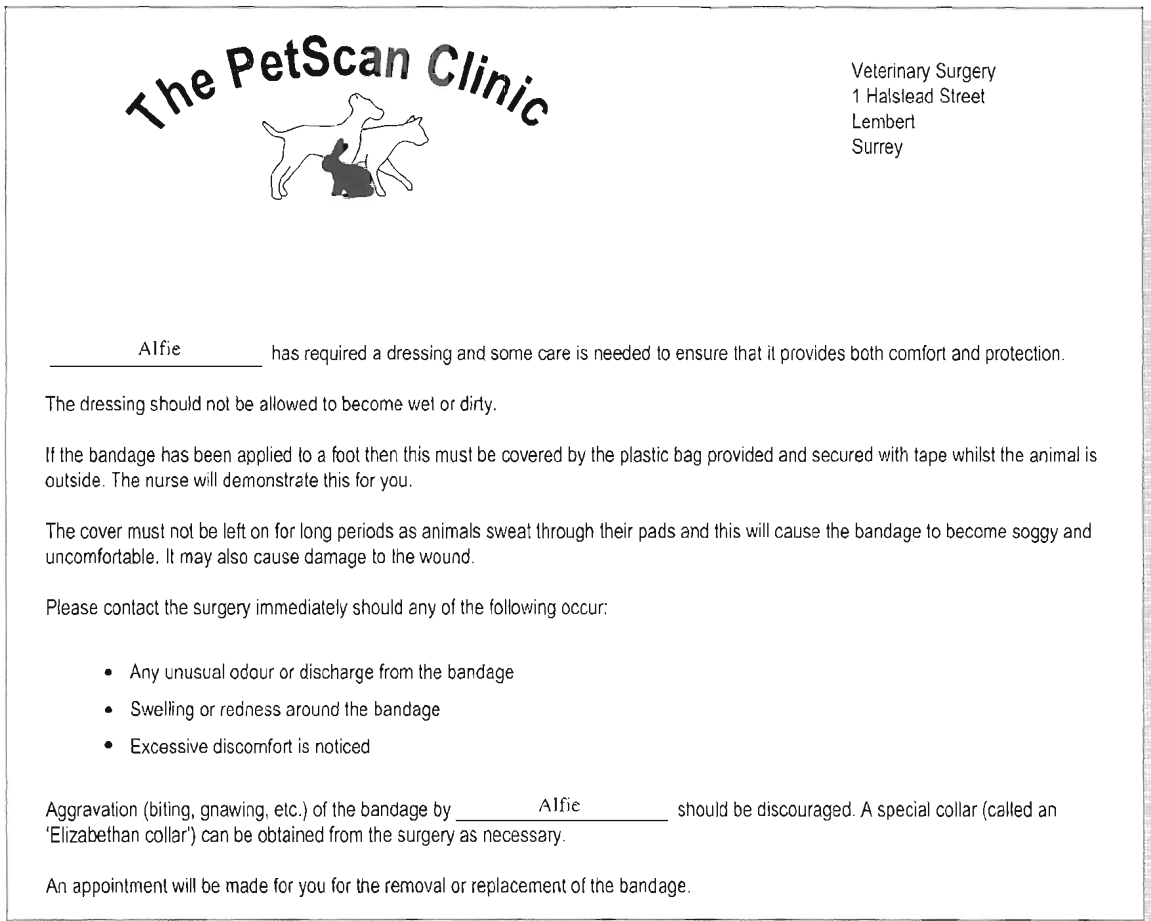 The PetScan Clinic
Veterinary Surgery
1 Halslead Street
Lembert
Surrey
Alfie has required a dressing and some care is needed to ensure that it provides both comfort and protection.
The dressing should not be allowed to become wet or dirty.
If the bandage has been applied to a foot then this must be covered by the plastic bag provided and secured with tape whilst the animal is
outside. The nurse will demonstrate this for you.
The cover must not be left on for long periods as animals sweat through their pads and this will cause the bandage to become soggy and
uncomfortable. It may also cause damage to the wound.
Please contact the surgery immediately should any of the following occur:
• Any unusual odour or discharge from the bandage
• Swelling or redness around the bandage
• Excessive discomfort is noticed
Aggravation (biting, gnawing, etc.) of the bandage by Alfie should be discouraged. A special collar (called an
'Elizabethan collar') can be obtained from the surgery as necessary.
An appointment will be made for you for the removal or replacement of the bandage.